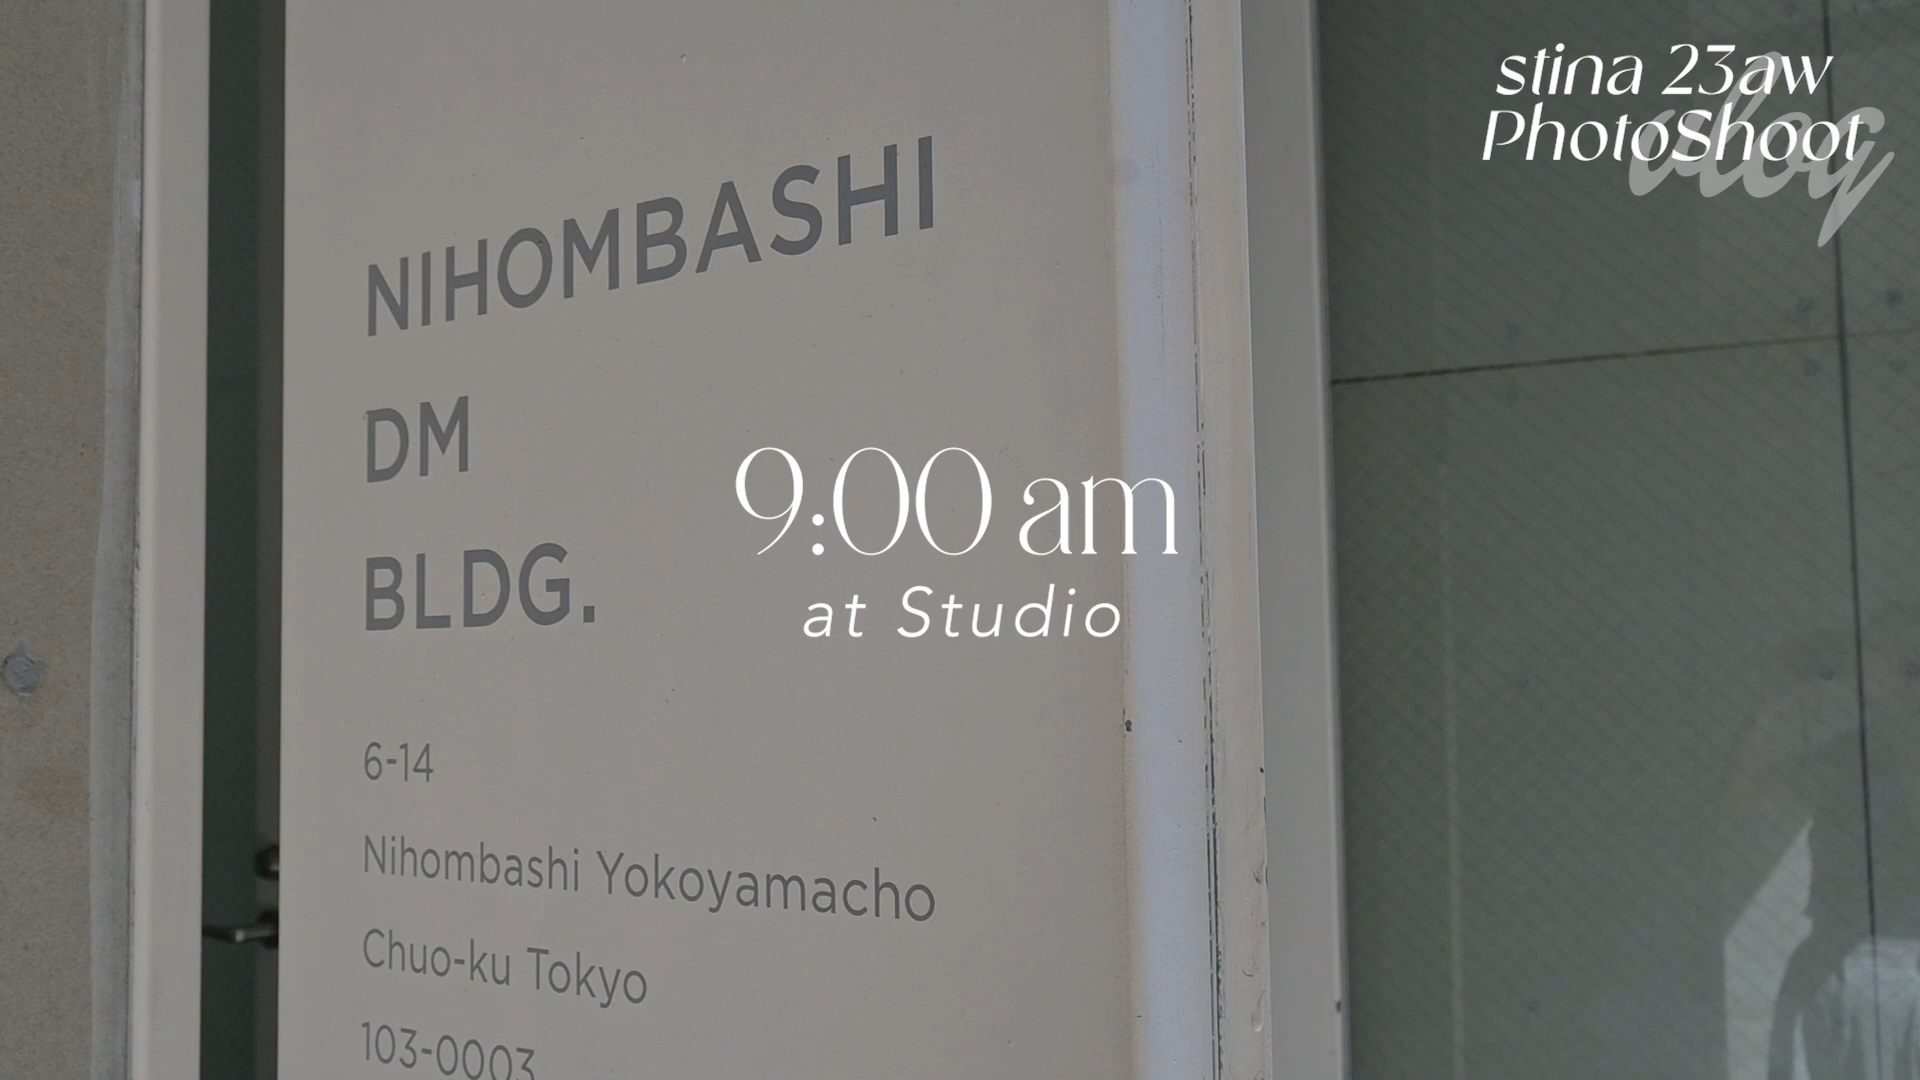 stina 23aw
PhotoShoot
vlog
NIHOMBASHI
DM
BLDG.
9:00 am
at Studio
6-14
Nihombashi Yokoyamacho
Chuo-ku Tokyo
103-0003